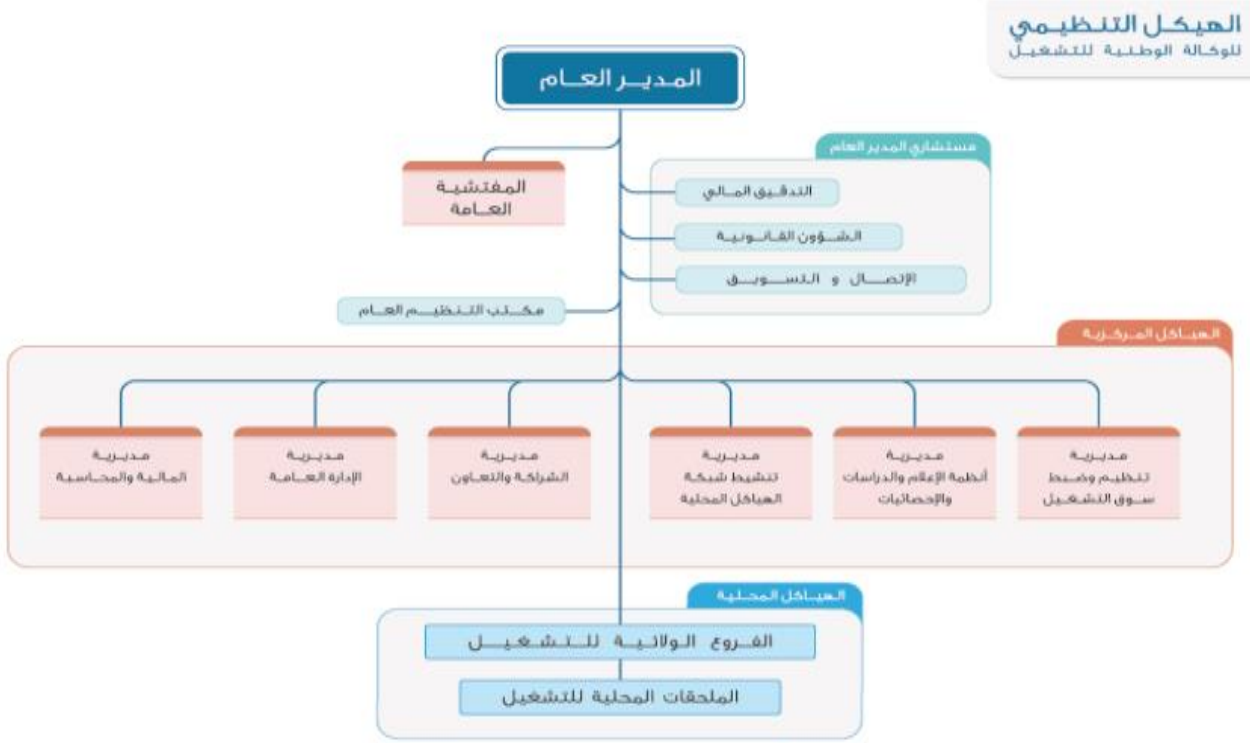 الهيكل التنظيمي
للوكالة الوطنية للتشغيل
المدير العام
مستشاري المدير العام
المفتشية
العامة
التدقيق المالي
الشؤون القانونية
الإتصال و التسويق
مكتب التنظيم العام
الهياكل المركزية
مديرية
تنظيم وضبط
سوق التشغيل
مديرية
أنظمة الإعلام والدراسات
والإحصائيات
مديرية
تنشيط شبكة
الهياكل المحلية
مديرية
الشراكة والتعاون
مديرية
الإدارة العامة
مديرية
المالية والمحاسبة
الهياكل المحلية
الفروع الولائية للتشغيل
الملحقات المحلية للتشغيل